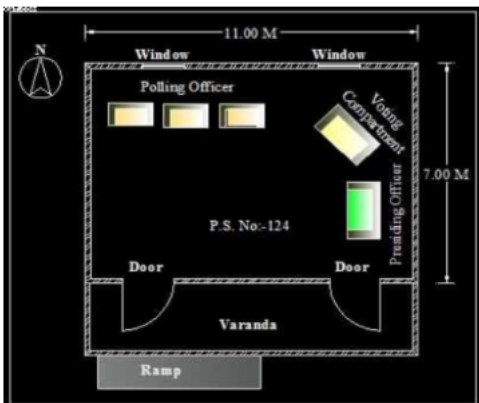 11.00 M
N
Window
Window
Polling Officer
Voting
Compartment
7.00 M
Presiding Officer
P.S. No:-124
Door
Door
Varanda
Ramp